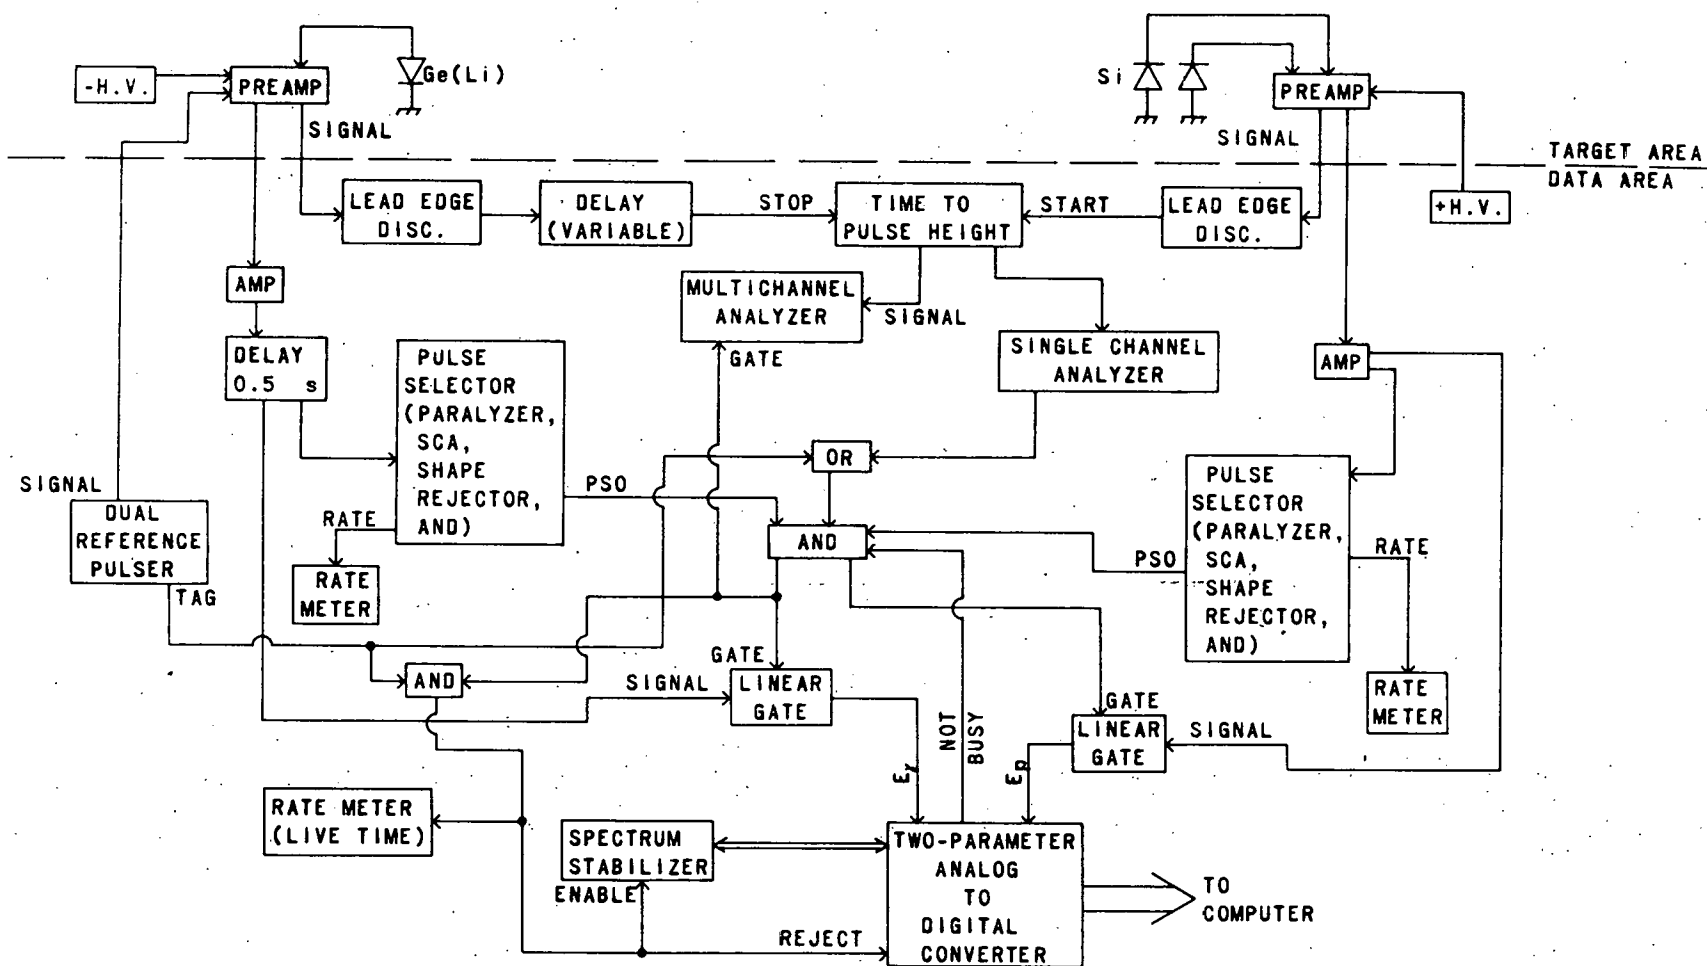 -H.V.
PREAMP
Ge(Li)
SIGNAL
Si
PREAMP
SIGNAL
TARGET AREA
DATA AREA
+H.V.
LEAD EDGE
DISC.
DELAY
(VARIABLE)
STOP
TIME TO
PULSE HEIGHT
START
LEAD EDGE
DISC.
AMP
MULTICHANNEL
ANALYZER
SIGNAL
GATE
SINGLE CHANNEL
ANALYZER
AMP
DELAY
0.5 s
PULSE
SELECTOR
(PARALYZER,
SCA,
SHAPE
REJECTOR,
AND)
PSO
RATE
RATE
METER
OR
AND
PULSE
SELECTOR
(PARALYZER,
SCA,
SHAPE
REJECTOR,
AND)
PSO
RATE
RATE
METER
SIGNAL
DUAL
REFERENCE
PULSER
TAG
AND
GATE
SIGNAL
LINEAR
GATE
NOT
BUSY
GATE
LINEAR
GATE
SIGNAL
Eγ
Ep
RATE METER
(LIVE TIME)
SPECTRUM
STABILIZER
ENABLE
REJECT
TWO-PARAMETER
ANALOG
TO
DIGITAL
CONVERTER
TO
COMPUTER